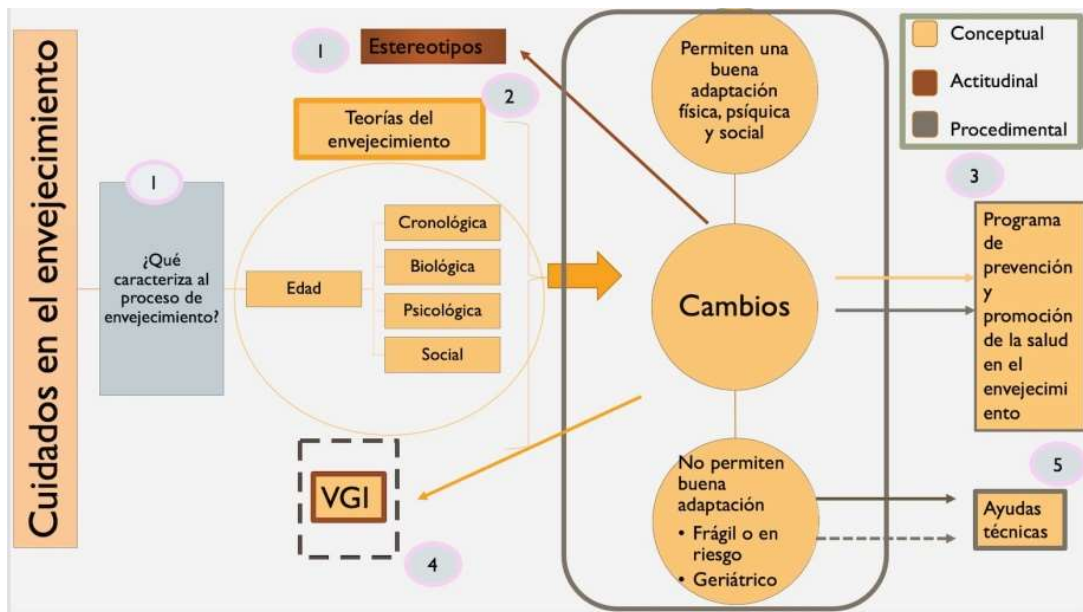 Cuidados en el envejecimiento
1
¿Qué
caracteriza al
proceso de
envejecimiento?
1
Estereotipos
2
Teorías del
envejecimiento
Edad
Cronológica
Biológica
Psicológica
Social
VGI
4
Permiten una
buena
adaptación
física, psíquica
y social
Cambios
No permiten
buena
adaptación
• Frágil o en
riesgo
• Geriátrico
Conceptual
Actitudinal
Procedimental
3
Programa
de
prevención
y
promoción
de la salud
en el
envejecimi
ento
5
Ayudas
técnicas